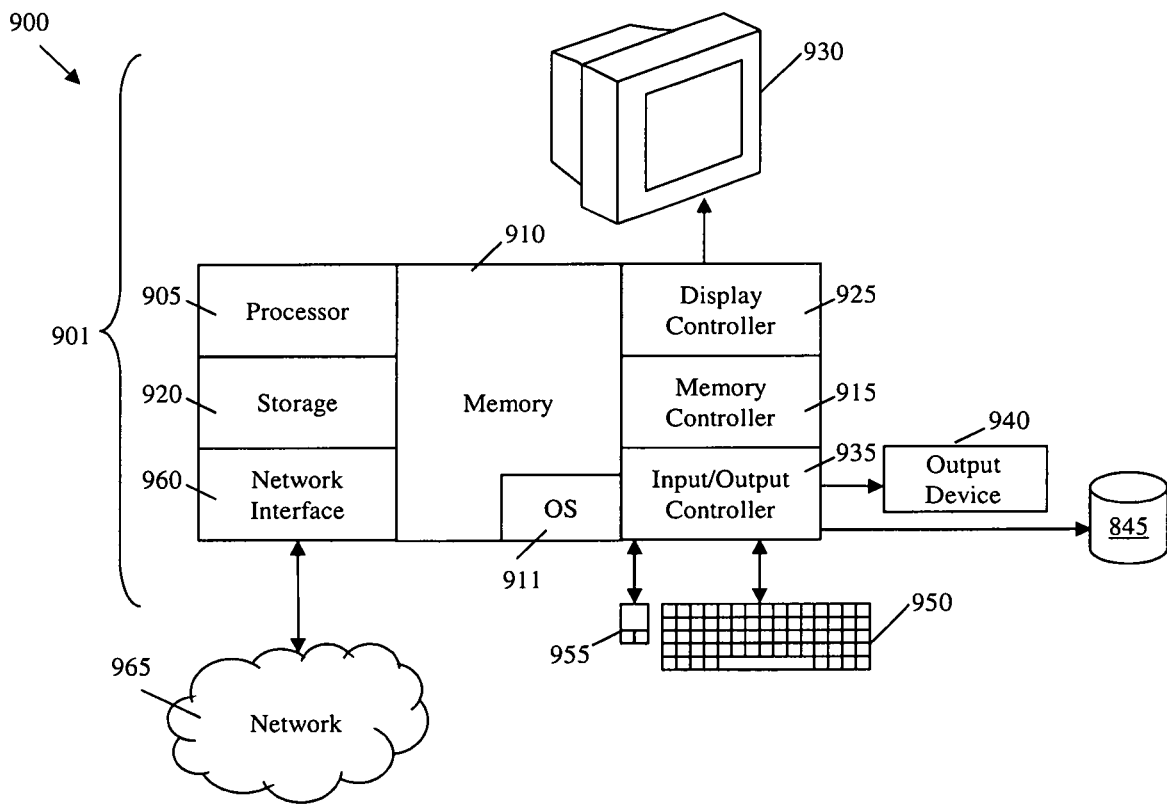 900
930
910
905
Processor
Display
Controller
925
901
920
Storage
Memory
Memory
Controller
915
940
960
Network
Interface
OS
Input/Output
Controller
935
Output
Device
845
911
955
950
965
Network